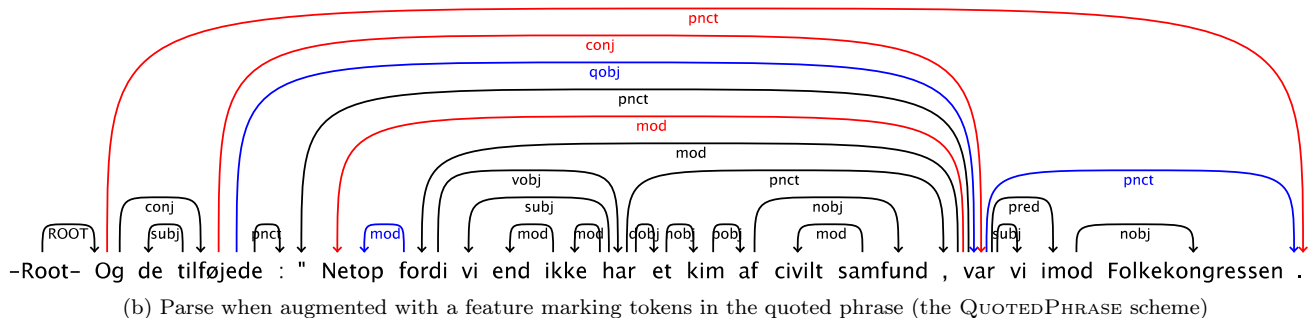 pnct
conj
qobj
pnct
mod
mod
vobj pnct pnct
conj subj nobj pred
ROOT subj pnct mod mod mod dobj nobj pobj mod subj nobj
–Root– Og de tilføjede : " Netop fordi vi end ikke har et kim af civilt samfund , var vi imod Folkekongressen .
(b) Parse when augmented with a feature marking tokens in the quoted phrase (the QUOTEDPHRASE scheme)